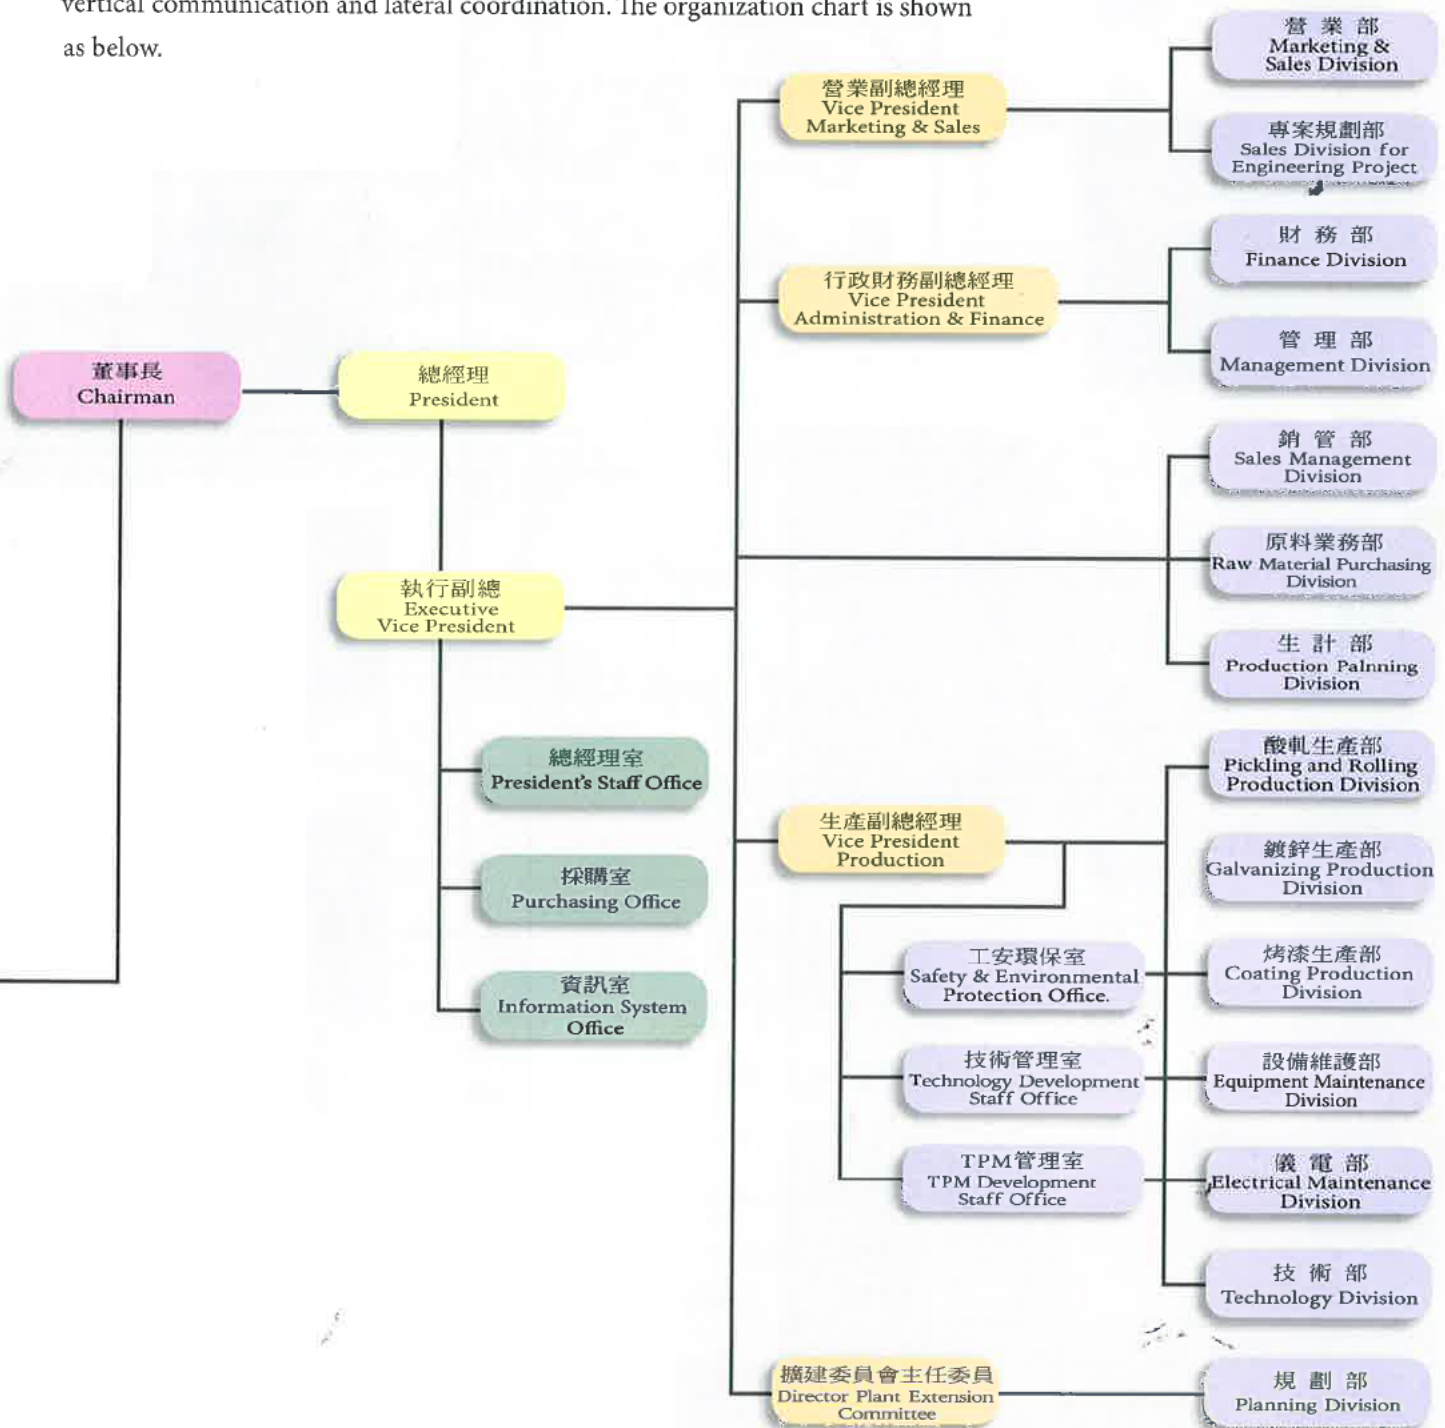 vertical communication and lateral coordination. The organization chart is shown
as below.
董事長
Chairman
總經理
President
執行副總
Executive
Vice President
總經理室
President's Staff Office
採購室
Purchasing Office
資訊室
Information System
Office
營業副總經理
Vice President
Marketing & Sales
營 業 部
Marketing &
Sales Division
專案規劃部
Sales Division for
Engineering Project
行政財務副總經理
Vice President
Administration & Finance
財 務 部
Finance Division
管 理 部
Management Division
銷 管 部
Sales Management
Division
原料業務部
Raw Material Purchasing
Division
生 計 部
Production Palnning
Division
生產副總經理
Vice President
Production
工安環保室
Safety & Environmental
Protection Office.
技術管理室
Technology Development
Staff Office
TPM管理室
TPM Development
Staff Office
酸軋生產部
Pickling and Rolling
Production Division
鍍鋅生產部
Galvanizing Production
Division
烤漆生產部
Coating Production
Division
設備維護部
Equipment Maintenance
Division
儀 電 部
Electrical Maintenance
Division
技 術 部
Technology Division
擴建委員會主任委員
Director Plant Extension
Committee
規 劃 部
Planning Division